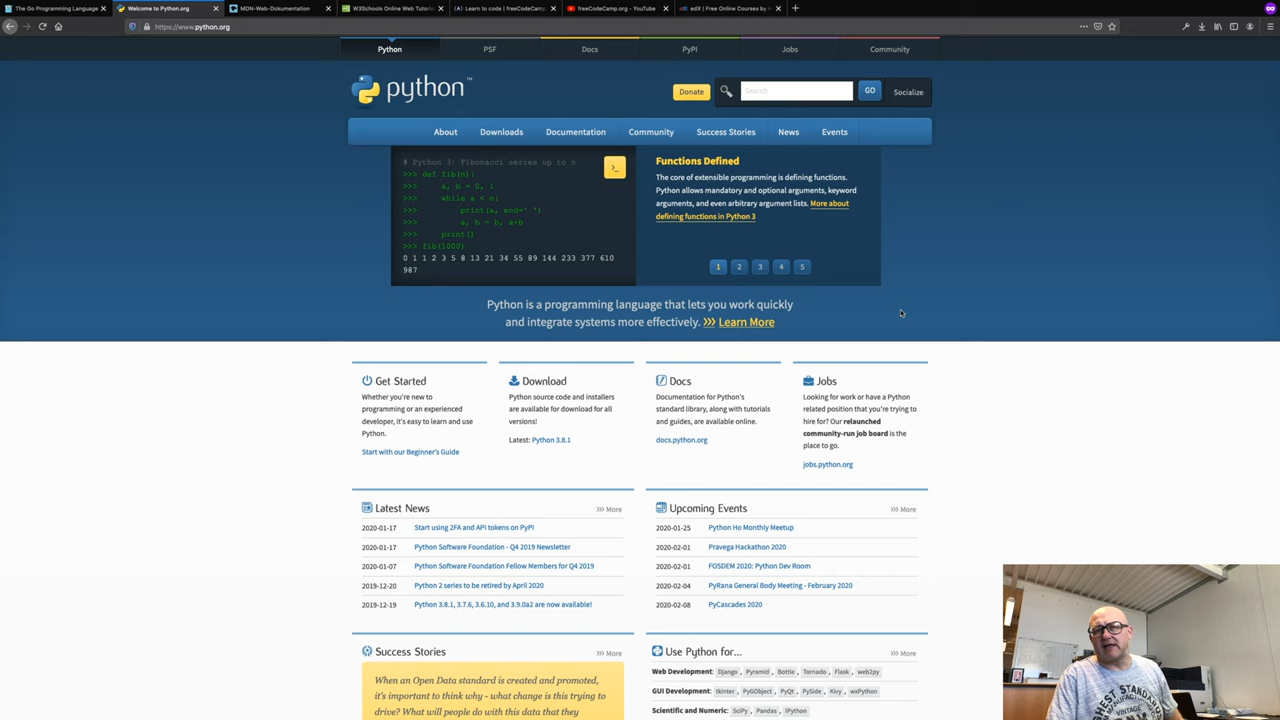 The Go Programming Language
Welcome to Python.org
MDN-Web-Dokumentation
W3Schools Online Web Tutori
Learn to code | freeCodeCamp
freeCodeCamp.org - YouTube
edX | Free Online Courses by H
https://www.python.org
Python
PSF
Docs
PyPI
Jobs
Community
python™
Donate
Search
GO
Socialize
About
Downloads
Documentation
Community
Success Stories
News
Events
# Python 3: Fibonacci series up to n
>>> def fib(n):
>>> a, b = 0, 1
>>> while a < n:
>>> print(a, end=' ')
>>> a, b = b, a+b
>>> print()
>>> fib(1000)
0 1 1 2 3 5 8 13 21 34 55 89 144 233 377 610
987
>_
Functions Defined
The core of extensible programming is defining functions.
Python allows mandatory and optional arguments, keyword
arguments, and even arbitrary argument lists. More about
defining functions in Python 3
1 2 3 4 5
Python is a programming language that lets you work quickly
and integrate systems more effectively. >>> Learn More
Get Started
Whether you're new to
programming or an experienced
developer, it's easy to learn and use
Python.
Start with our Beginner's Guide
Download
Python source code and installers
are available for download for all
versions!
Latest: Python 3.8.1
Docs
Documentation for Python's
standard library, along with tutorials
and guides, are available online.
docs.python.org
Jobs
Looking for work or have a Python
related position that you're trying to
hire for? Our relaunched
community-run job board is the
place to go.
jobs.python.org
Latest News
>>> More
2020-01-17 Start using 2FA and API tokens on PyPI
2020-01-17 Python Software Foundation - Q4 2019 Newsletter
2020-01-07 Python Software Foundation Fellow Members for Q4 2019
2019-12-20 Python 2 series to be retired by April 2020
2019-12-19 Python 3.8.1, 3.7.6, 3.6.10, and 3.9.0a2 are now available!
Upcoming Events
>>> More
2020-01-25 Python Ho Monthly Meetup
2020-02-01 Pravega Hackathon 2020
2020-02-01 FOSDEM 2020: Python Dev Room
2020-02-04 PyRana General Body Meeting - February 2020
2020-02-08 PyCascades 2020
Success Stories
>>> More
When an Open Data standard is created and promoted,
it's important to think why - what change is this trying to
drive? What will people do with this data that they
Use Python for...
>>> More
Web Development: Django, Pyramid, Bottle, Tornado, Flask, web2py
GUI Development: tkinter, PyGObject, PyQt, PySide, Kivy, wxPython
Scientific and Numeric: SciPy, Pandas, IPython